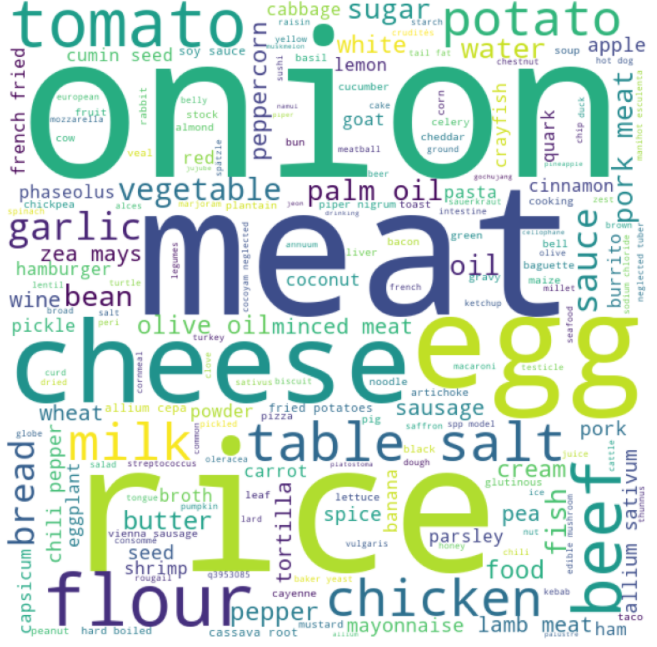 tomato
cabbage
raisin
sugar
crudités
starch
potato
yellow
white
water
soup
apple
cumin seed
soy sauce
basil
lemon
tail fat
chestnut
hot dog
french fried
peppercorn
sushi
onion
european
fruit
mozzarella
cow
rabbit
belly
stock
almond
veal
red
spatzle
jujube
namul
piper
bun
cucumber
cake
goat
celery
cheddar
ground
meatball
beer
corn
crayfish
quark
chip
duck
pineapple
pork meat
manihot esculenta
gochujang
phaseolus
vegetable
palm oil
pasta
sauerkraut
cinnamon
chickpea
alces
marjoram
plantain
jeon
piper nigrum
toast
intestine
cooking
zest
spinach
drinking
garlic
meat
zea mays
legumes
cocoyam neglected
annuum
liver
bacon
green
cellophane
bell
olive
brown
sauce
burrito
sodium chloride
neglected tuber
hamburger
lentil
turtle
coconut
oil
gravy
baguette
maize
millet
wine
bean
french
ketchup
seafood
broad
salt
peri
pickle
olive oil
minced meat
turkey
cheese
egg
curd
dried
cornmeal
clove
sativus
biscuit
noodle
macaroni
testicle
artichoke
wheat
allium cepa
powder
fried potatoes
sausage
pizza
pig
saffron
spp model
pork
globe
milk
common
pickled
table salt
black
dough
juice
cattle
bread
chili pepper
eggplant
salad
streptococcus
oleracea
platostoma
carrot
cream
glutinous
beef
allium sativum
thunnus
rice
tongue
broth
pumpkin
leaf
lard
tortilla
lettuce
spice
banana
ice
pea
nut
fish
edible mushroom
butter
vienna sausage
consomme
seed
shrimp
rougail
vulgaris
parsley
honey
chili
food
capsicum
q3953085
baker yeast
flour
cayenne
chicken
kebab
taco
peanut
hard boiled
pepper
cassava root
mustard
mayonnaise
lamb meat
palustre
ham